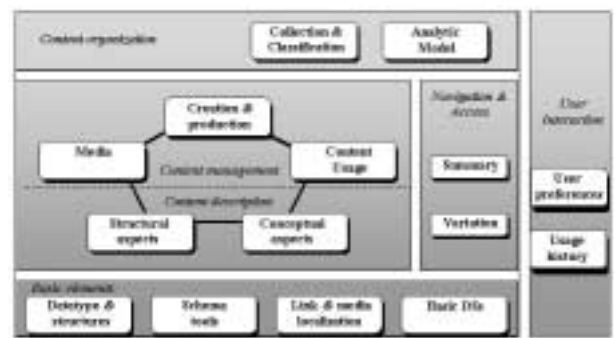 Content organization
Collection &
Classification
Analytic
Model
Creation &
production
Media
Content
Usage
Content management
Content description
Structural
aspects
Conceptual
aspects
Navigation &
Access
Summary
Variation
User
Interaction
User
preferences
Usage
history
Basic elements
Datatype &
structures
Schema
tools
Link & media
localization
Basic DSs